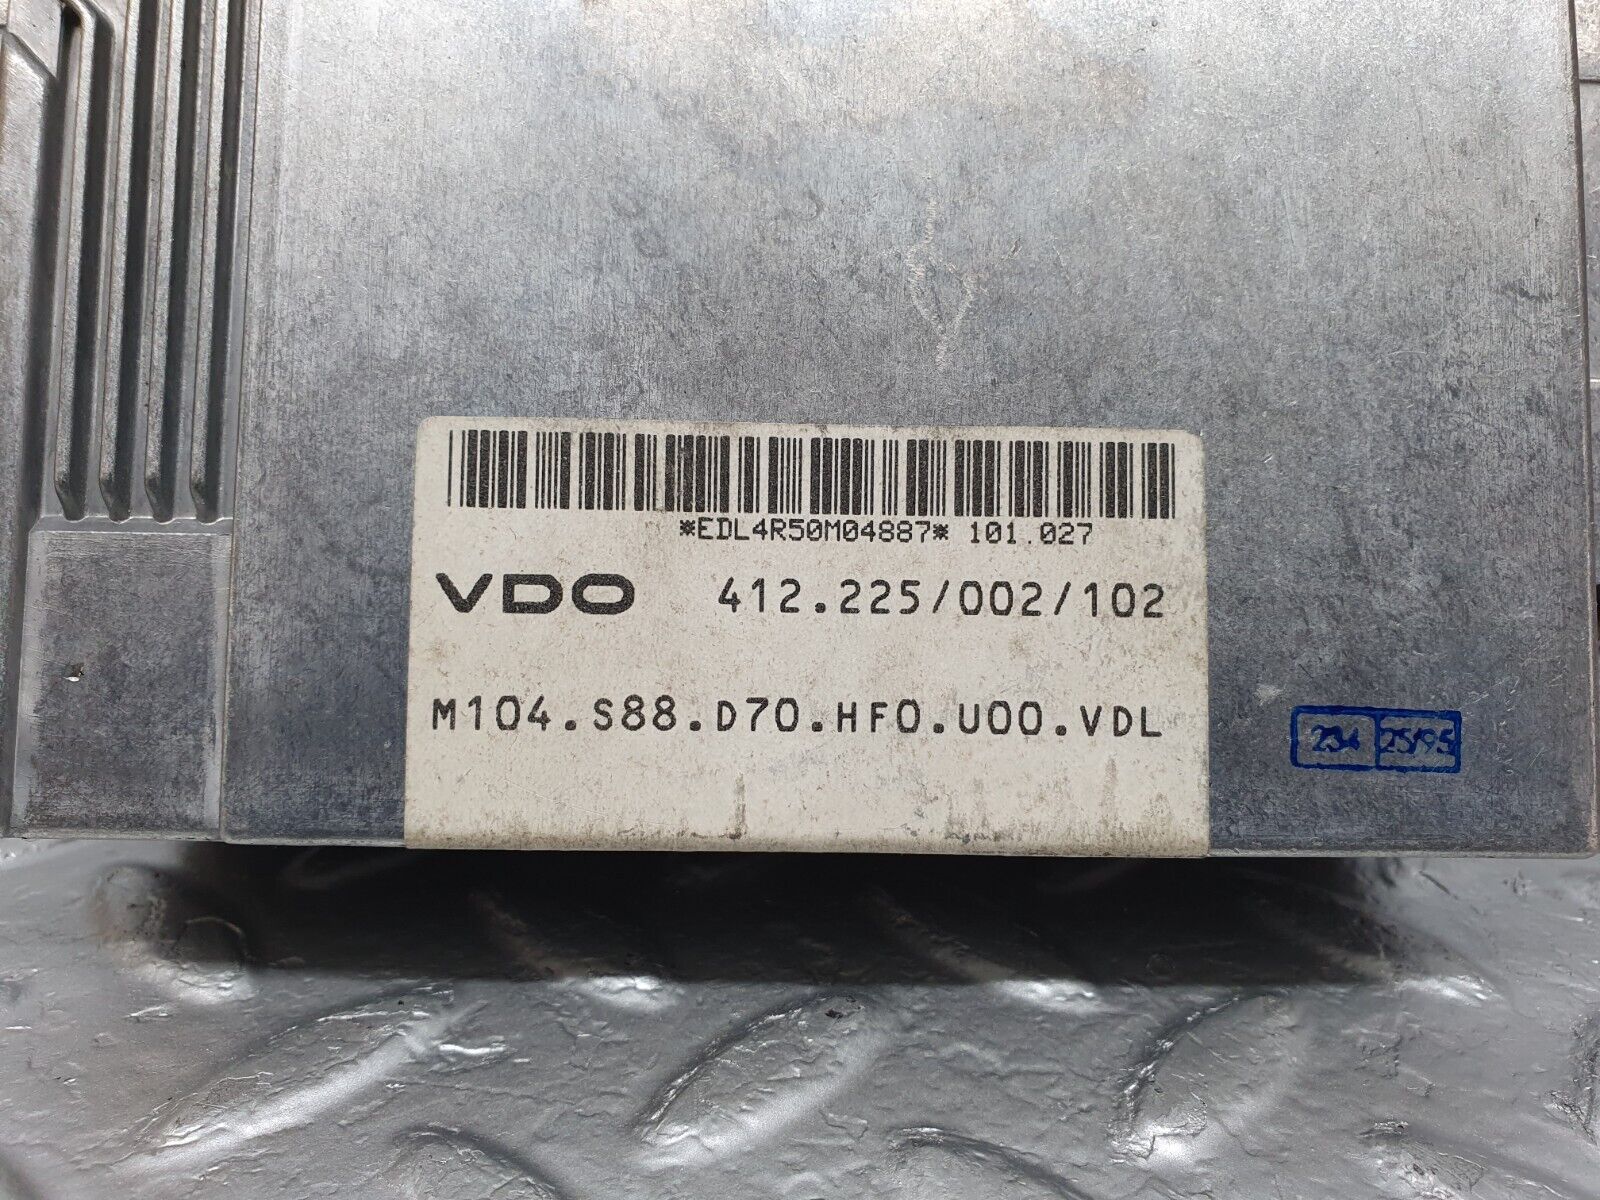 *EDL4R50M04887* 101.027
VDO 412.225/002/102
M104.S88.D70.HF0.U00.VDL
234 25/95